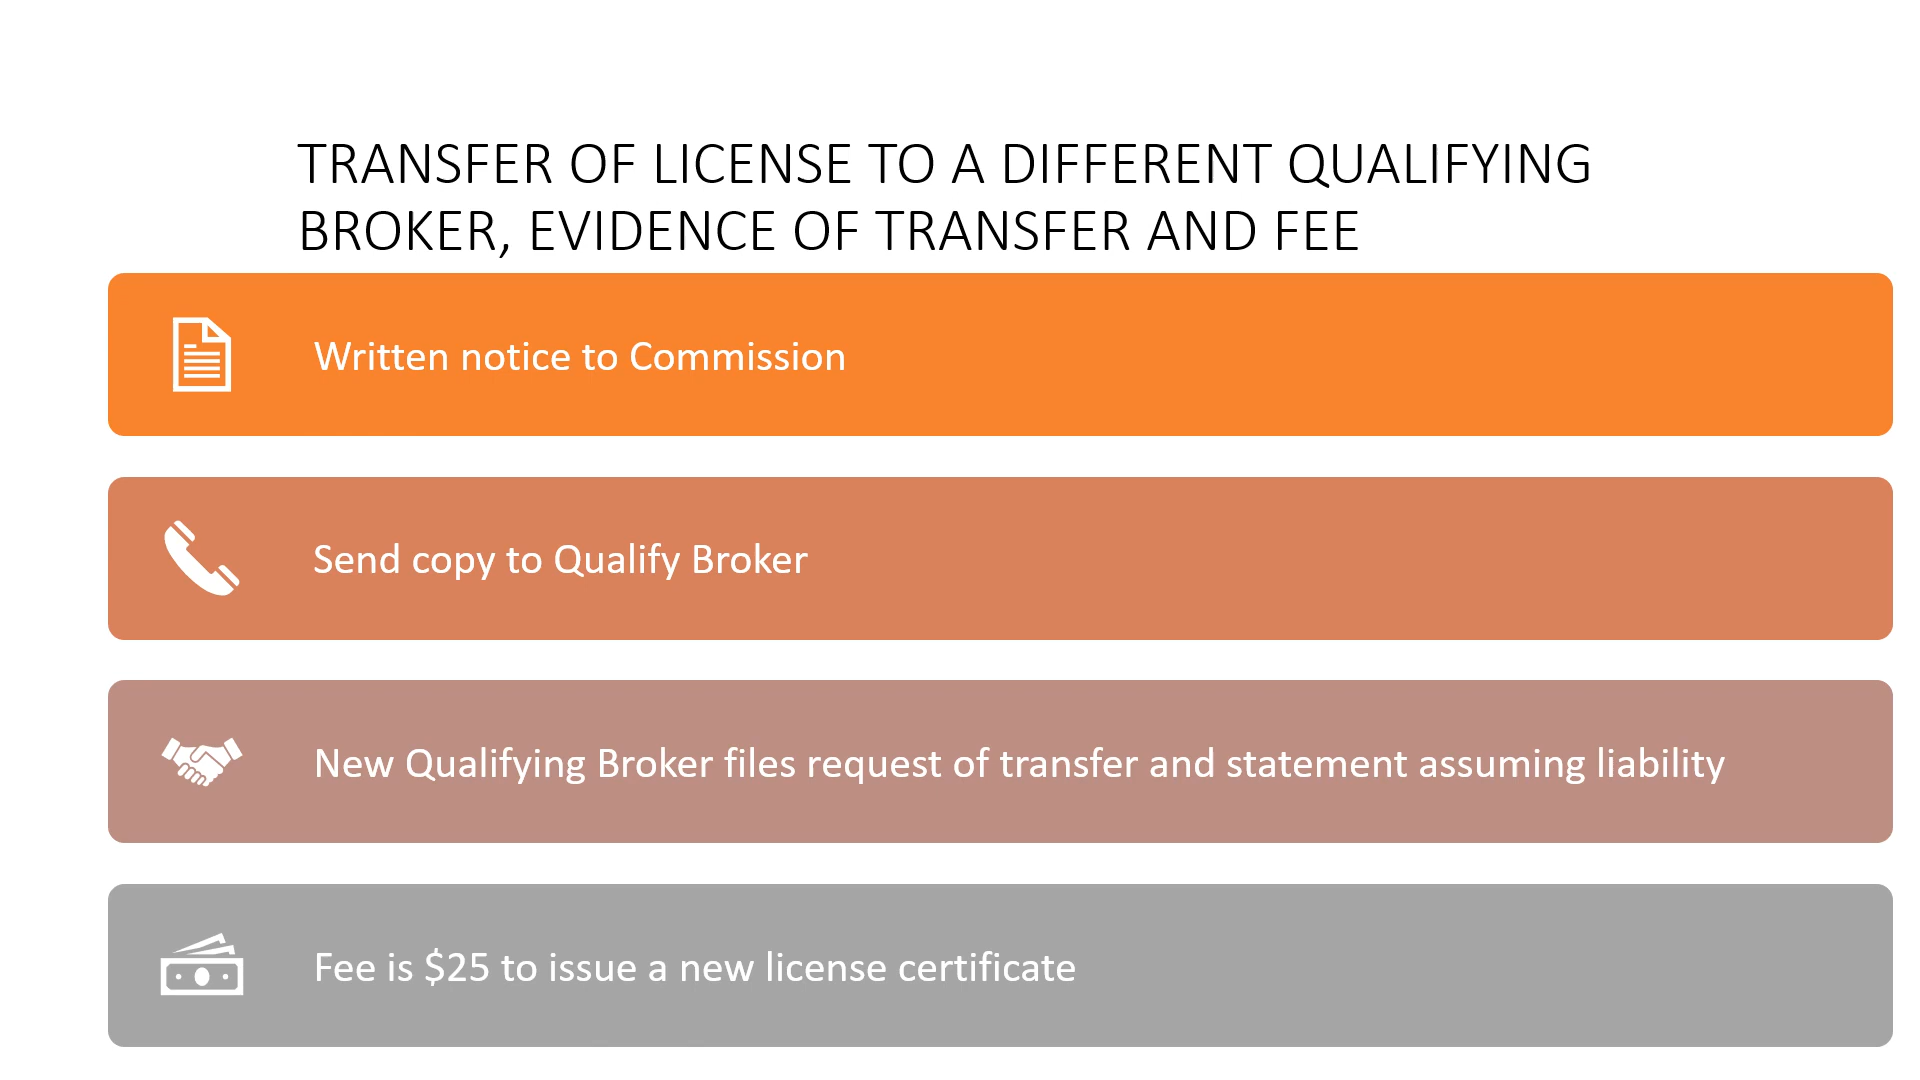 TRANSFER OF LICENSE TO A DIFFERENT QUALIFYING
BROKER, EVIDENCE OF TRANSFER AND FEE
Written notice to Commission
Send copy to Qualify Broker
New Qualifying Broker files request of transfer and statement assuming liability
Fee is $25 to issue a new license certificate